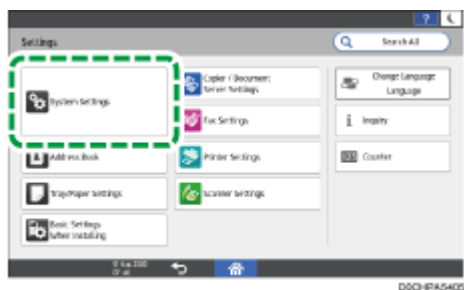 ?
Settings
Search All
System Settings
Copier / Document
Server Settings
Change Language
Language
Fax Settings
i Inquiry
Address Book
Printer Settings
Counter
Tray/Paper Settings
Scanner Settings
Basic Settings
When Installing